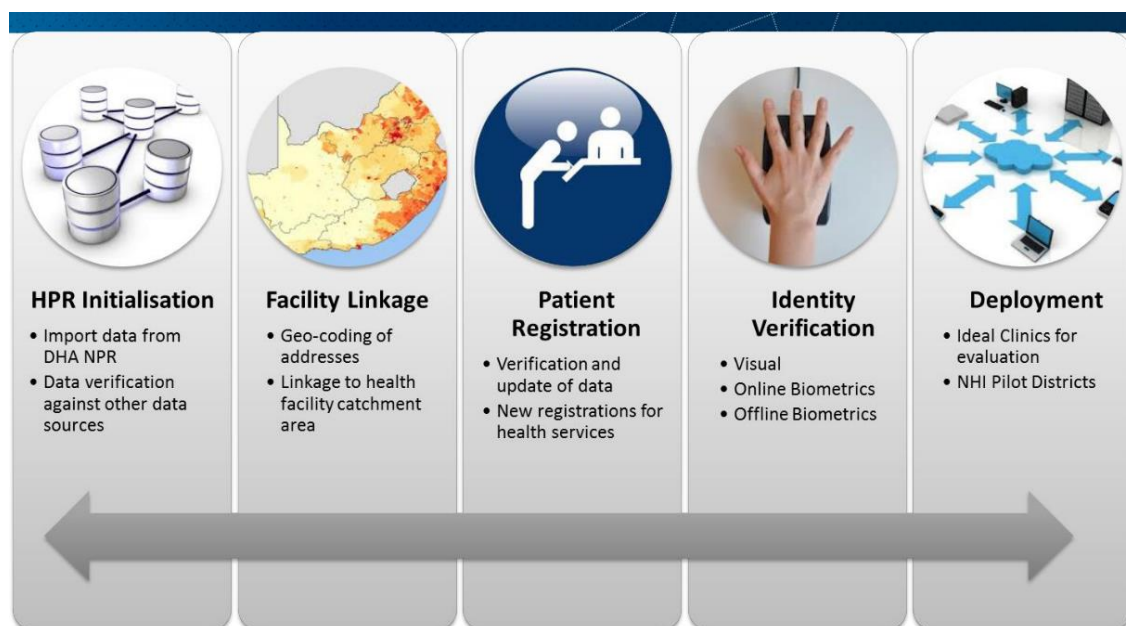 HPR Initialisation
• Import data from
DHA NPR
• Data verification
against other data
sources
Facility Linkage
• Geo-coding of
addresses
• Linkage to health
facility catchment
area
Patient
Registration
• Verification and
update of data
• New registrations for
health services
Identity
Verification
• Visual
• Online Biometrics
• Offline Biometrics
Deployment
• Ideal Clinics for
evaluation
• NHI Pilot Districts